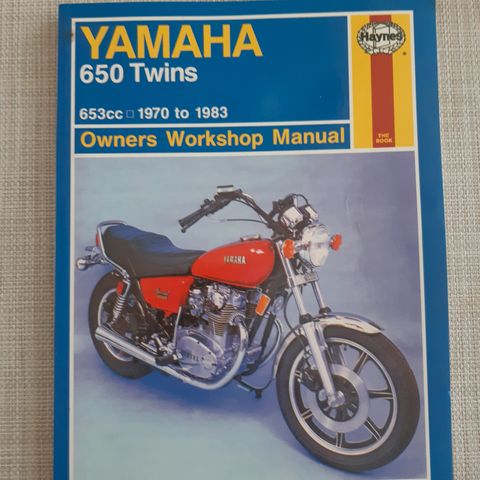 YAMAHA
650 Twins
653cc □ 1970 to 1983
Owners Workshop Manual
Haynes
THE
BOOK
YAMAHA